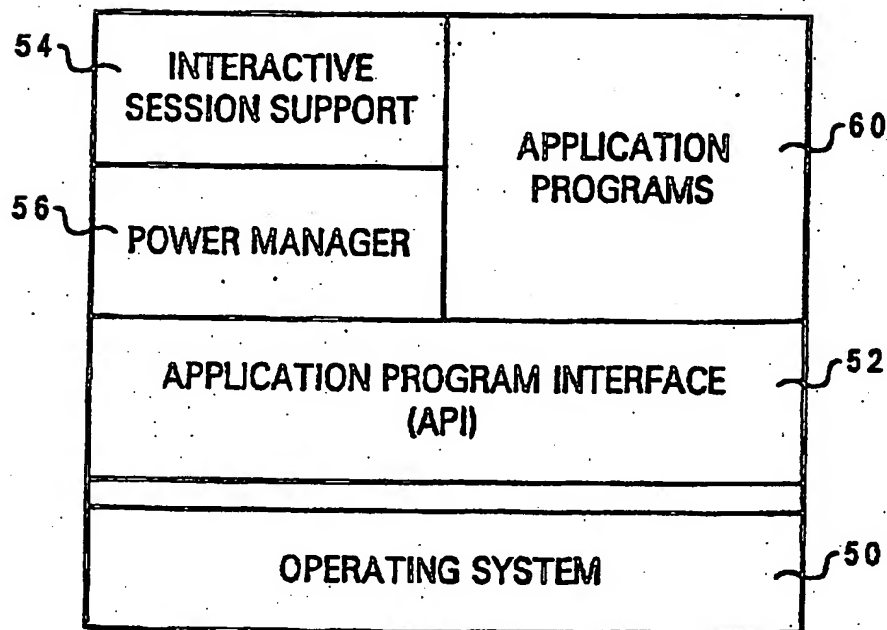 54
INTERACTIVE
SESSION SUPPORT
APPLICATION
PROGRAMS
60
56
POWER MANAGER
APPLICATION PROGRAM INTERFACE
(API)
52
OPERATING SYSTEM
50